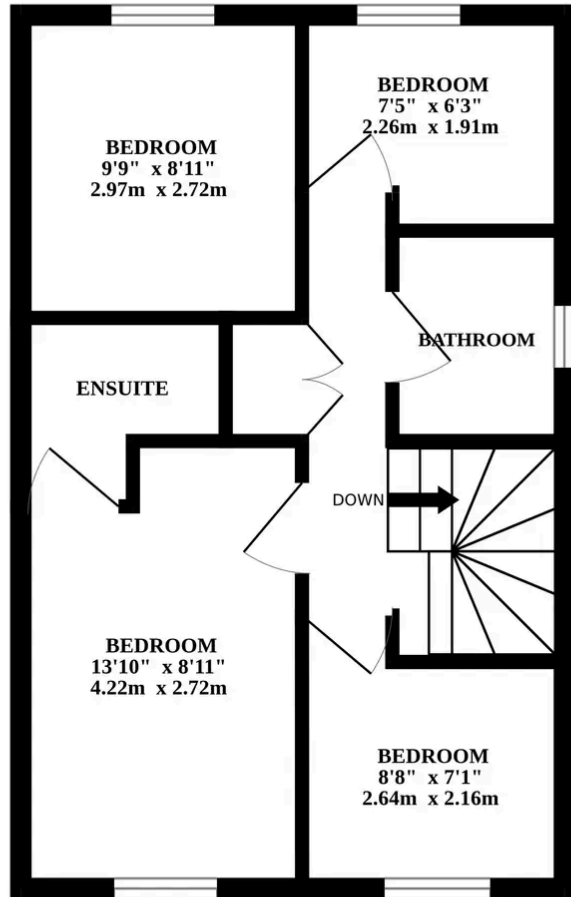 BEDROOM
7'5" x 6'3"
2.26m x 1.91m
BEDROOM
9'9" x 8'11"
2.97m x 2.72m
BATHROOM
ENSUITE
DOWN
BEDROOM
13'10" x 8'11"
4.22m x 2.72m
BEDROOM
8'8" x 7'1"
2.64m x 2.16m